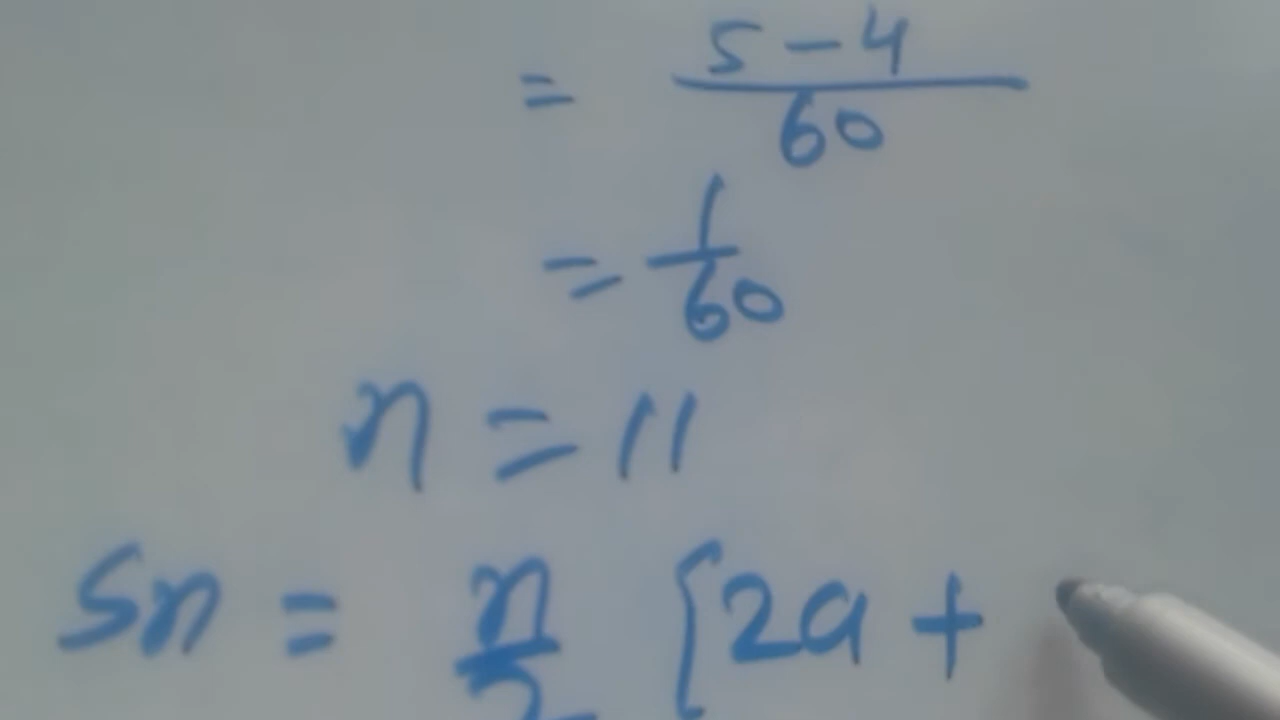 = 5-4/60
= 1/60
n = 11
Sn = n/2 [2a +